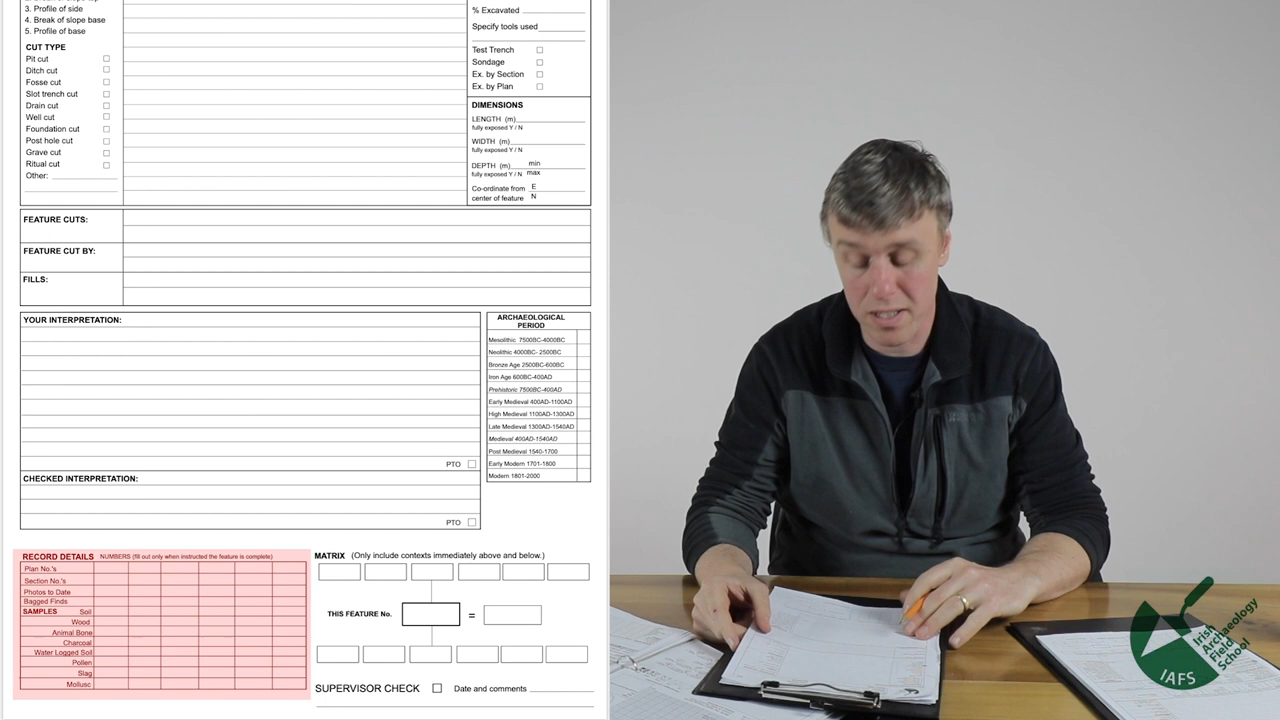 3. Profile of side
4. Break of slope base
5. Profile of base
CUT TYPE
Pit cut
Ditch cut
Fosse cut
Slot trench cut
Drain cut
Well cut
Foundation cut
Post hole cut
Grave cut
Ritual cut
Other:
% Excavated
Specify tools used
Test Trench
Sondage
Ex. by Section
Ex. by Plan
DIMENSIONS
LENGTH (m)
fully exposed Y / N
WIDTH (m)
fully exposed Y / N
DEPTH (m) min
fully exposed Y / N max
Co-ordinate from E
center of feature N
FEATURE CUTS:
FEATURE CUT BY:
FILLS:
YOUR INTERPRETATION:
PTO
CHECKED INTERPRETATION:
PTO
ARCHAEOLOGICAL
PERIOD
Mesolithic 7500BC-4000BC
Neolithic 4000BC- 2500BC
Bronze Age 2500BC-600BC
Iron Age 600BC-400AD
Prehistoric 7500BC-400AD
Early Medieval 400AD-1100AD
High Medieval 1100AD-1300AD
Late Medieval 1300AD-1540AD
Medieval 400AD-1540AD
Post Medieval 1540-1700
Early Modern 1701-1800
Modern 1801-2000
RECORD DETAILS NUMBERS (fill out only when instructed the feature is complete)
Plan No.'s
Section No.'s
Photos to Date
Bagged Finds
SAMPLES Soil
Wood
Animal Bone
Charcoal
Water Logged Soil
Pollen
Slag
Mollusc
MATRIX (Only include contexts immediately above and below.)
THIS FEATURE No. =
SUPERVISOR CHECK Date and comments
Irish
Archaeology
Field
School
IAFS